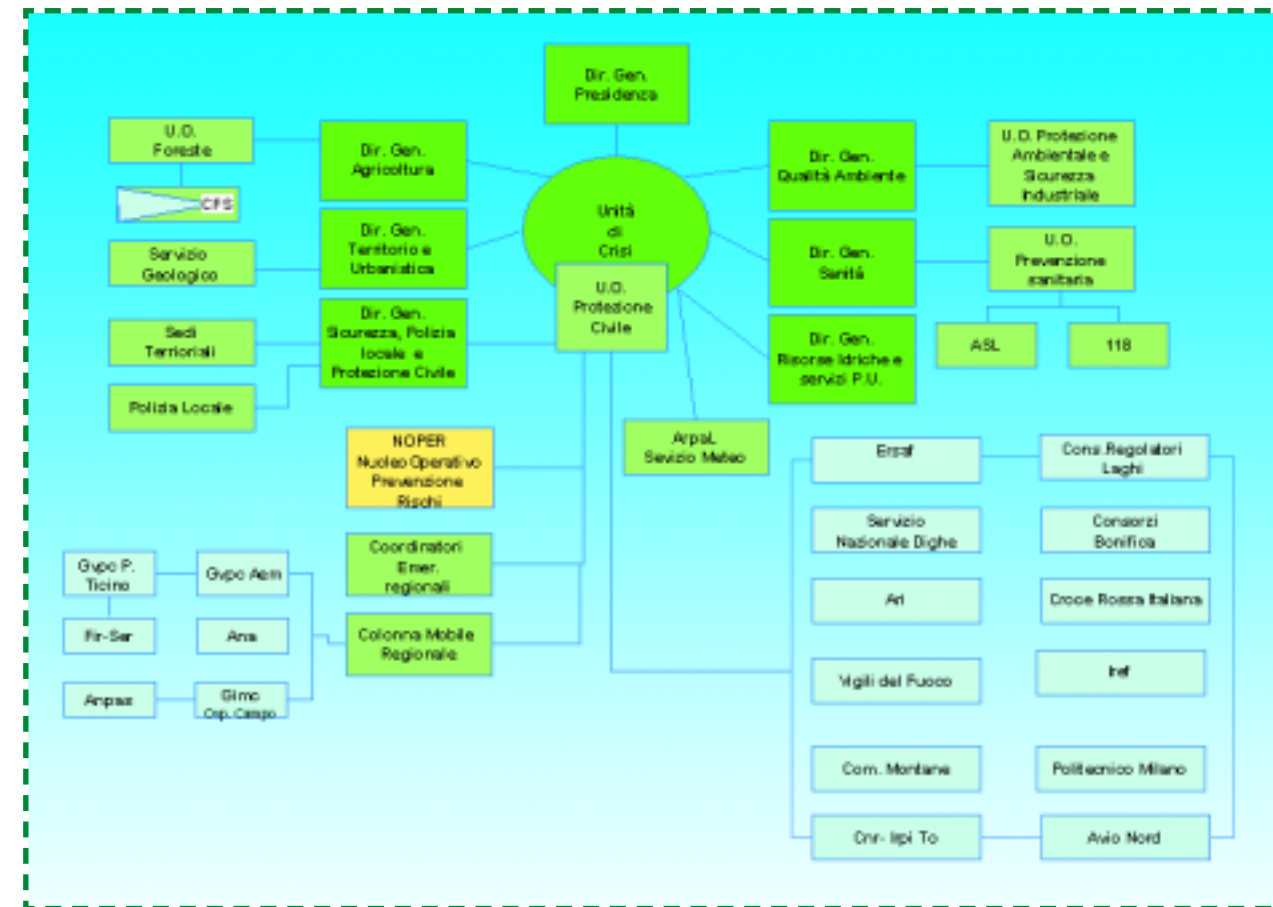 Dir. Gen.
Presidenza
U.O.
Foreste
CFS
Servizio
Geologico
Sedi
Terrioriali
Polizia Locale
Dir. Gen.
Agricoltura
Dir. Gen.
Territorio e
Urbanistica
Dir. Gen.
Sicurezza, Polizia
locale e
Protezione Civile
Unità
di
Crisi
U.O.
Protezione
Civile
Dir. Gen.
Qualità Ambiente
Dir. Gen.
Sanità
Dir. Gen.
Risorse Idriche e
servizi P.U.
U.O. Protezione
Ambientale e
Sicurezza
Industriale
U.O.
Prevenzione
sanitaria
ASL
118
ArpaL
Sevizio Meteo
NOPER
Nucleo Operativo
Prevenzione
Rischi
Coordinatori
Emer.
regionali
Colonna Mobile
Regionale
Gvpc P.
Ticino
Gvpc Aem
Fir-Ser
Ana
Anpas
Gimc
Osp. Campo
Ersaf
Cons.Regolatori
Laghi
Servizio
Nazionale Dighe
Consorzi
Bonifica
Ari
Croce Rossa Italiana
Vigili del Fuoco
Iref
Com. Montane
Politecnico Milano
Cnr- Irpi To
Avio Nord